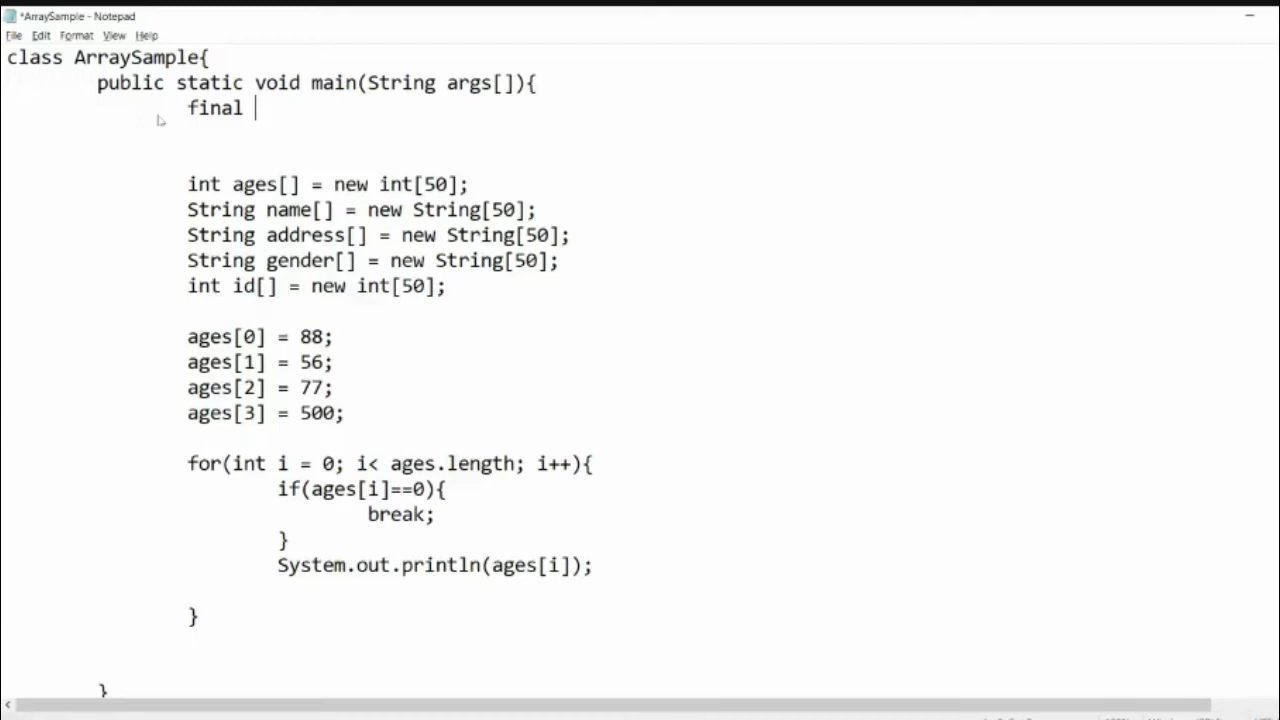 *ArraySample - Notepad
File Edit Format View Help
class ArraySample{
public static void main(String args[]){
final
int ages[] = new int[50];
String name[] = new String[50];
String address[] = new String[50];
String gender[] = new String[50];
int id[] = new int[50];
ages[0] = 88;
ages[1] = 56;
ages[2] = 77;
ages[3] = 500;
for(int i = 0; i< ages.length; i++){
if(ages[i]==0){
break;
}
System.out.println(ages[i]);
}
}